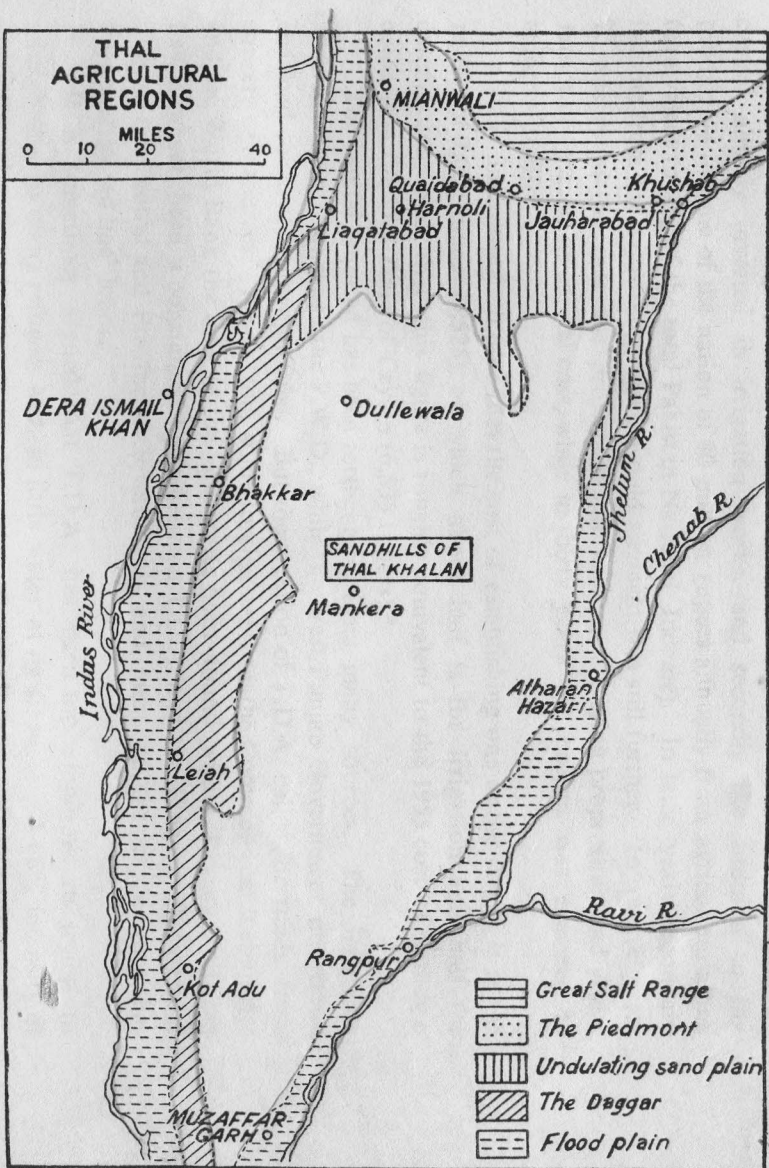 THAL
AGRICULTURAL
REGIONS
MILES
0 10 20 40
MIANWALI
Quaidabad
Khushab
Harnoli
Liaqatabad
Jauharabad
DERA ISMAIL
KHAN
Dullewala
Jhelum R.
Bhakkar
Chenab R.
SANDHILLS OF
THAL KHALAN
Mankera
Indas River
Atharan
Hazari
Leiah
Ravi R.
Rangpur
Kot Adu
Great Salt Range
The Piedmont
Undulating sand plain
The Daggar
MUZAFFAR
GARH
Flood plain